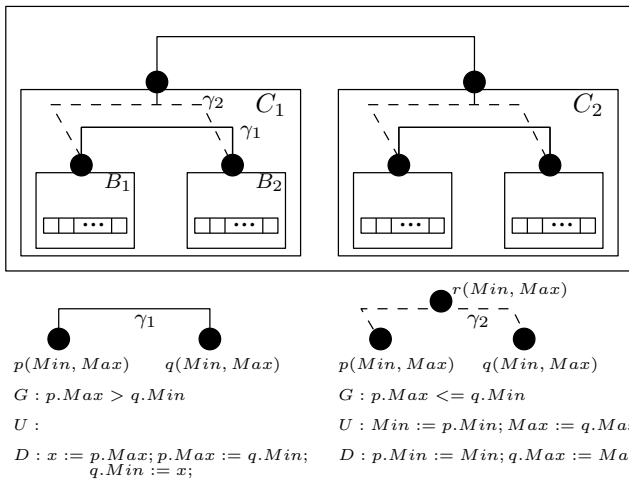 γ2 C1 C2
γ1
B1 B2
r(Min, Max)
γ1 γ2
p(Min, Max) q(Min, Max) p(Min, Max) q(Min, Max)
G : p.Max > q.Min G : p.Max <= q.Min
U : U : Min := p.Min; Max := q.Max
D : x := p.Max; p.Max := q.Min; D : p.Min := Min; q.Max := Ma
q.Min := x;